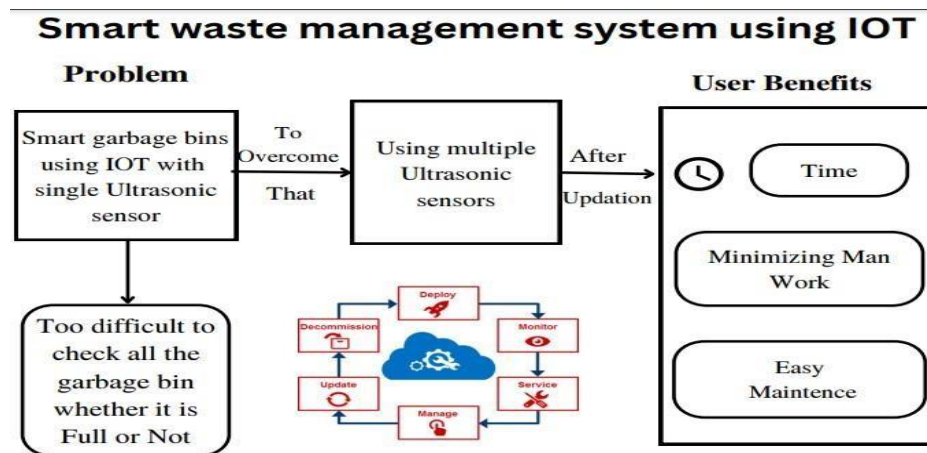 Smart waste management system using IOT
Problem
User Benefits
Smart garbage bins
using IOT with
single Ultrasonic
sensor
To
Overcome
That
Using multiple
Ultrasonic
sensors
After
Updation
Time
Minimizing Man
Work
Easy
Maintence
Too difficult to
check all the
garbage bin
whether it is
Full or Not
Deploy
Decommission
Monitor
Update
Service
Manage